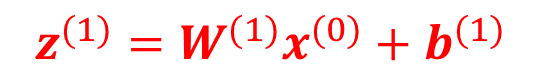 z^{(1)} = W^{(1)}x^{(0)} + b^{(1)}